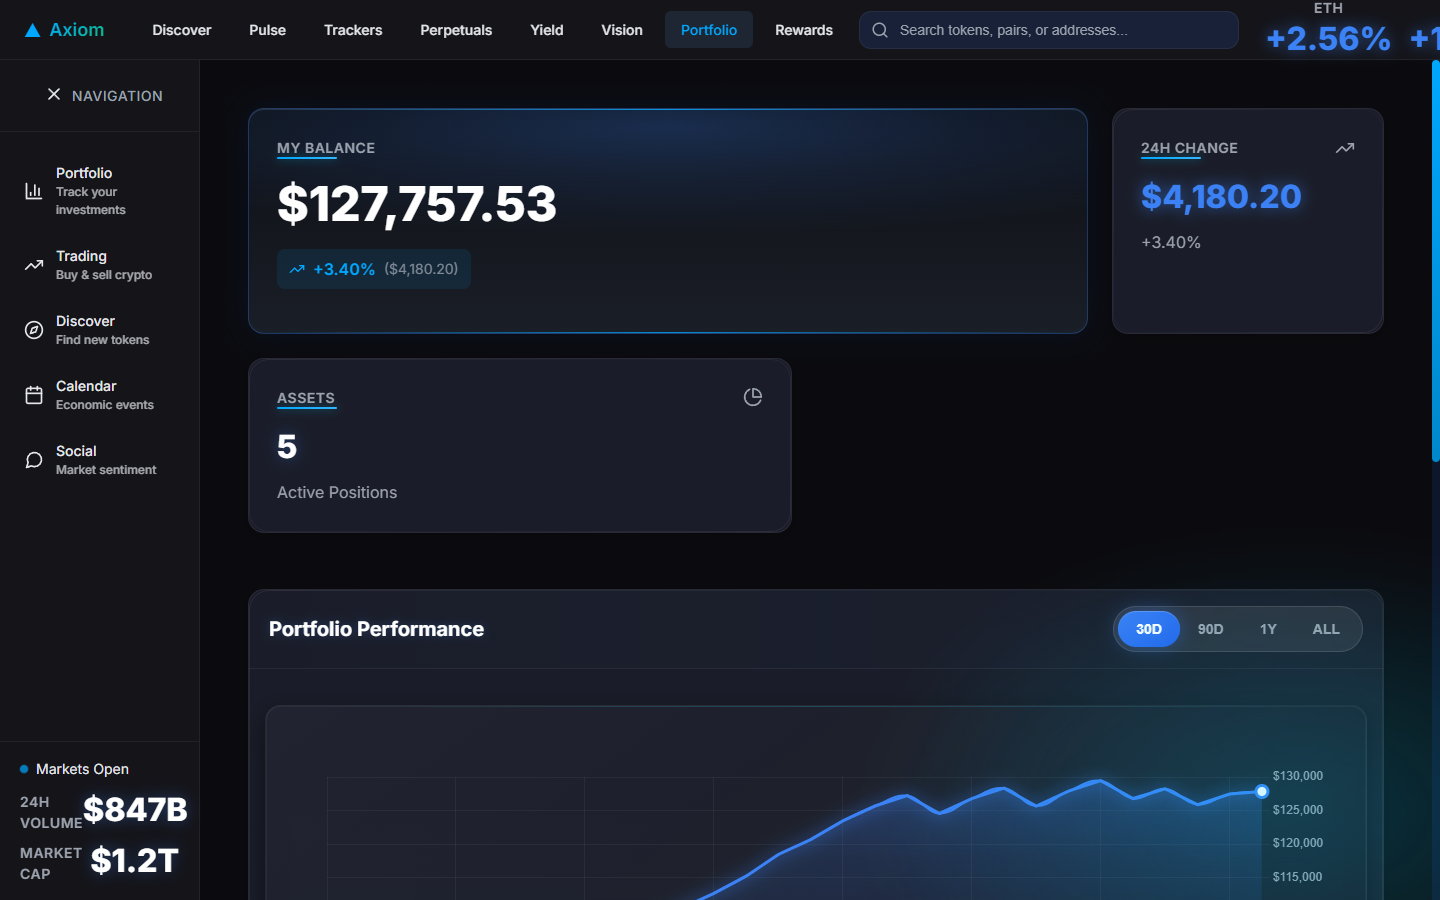 Axiom
Discover
Pulse
Trackers
Perpetuals
Yield
Vision
Portfolio
Rewards
Search tokens, pairs, or addresses...
ETH
+2.56%
NAVIGATION
Portfolio
Track your
investments
Trading
Buy & sell crypto
Discover
Find new tokens
Calendar
Economic events
Social
Market sentiment
Markets Open
24H
VOLUME
$847B
MARKET
CAP
$1.2T
MY BALANCE
$127,757.53
+3.40% ($4,180.20)
24H CHANGE
$4,180.20
+3.40%
ASSETS
5
Active Positions
Portfolio Performance
30D
90D
1Y
ALL
$130,000
$125,000
$120,000
$115,000